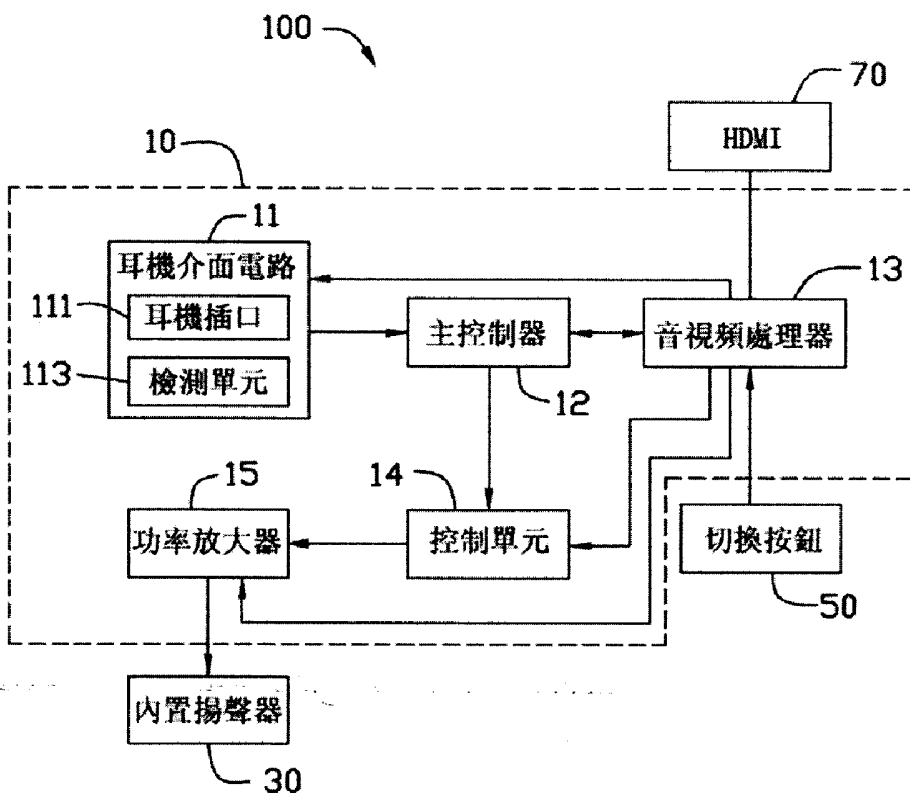 100
70
HDMI
10
11
耳機介面電路
111
耳機插口
113
檢測單元
主控制器
12
13
音視頻處理器
15
功率放大器
14
控制單元
切換按鈕
50
內置揚聲器
30